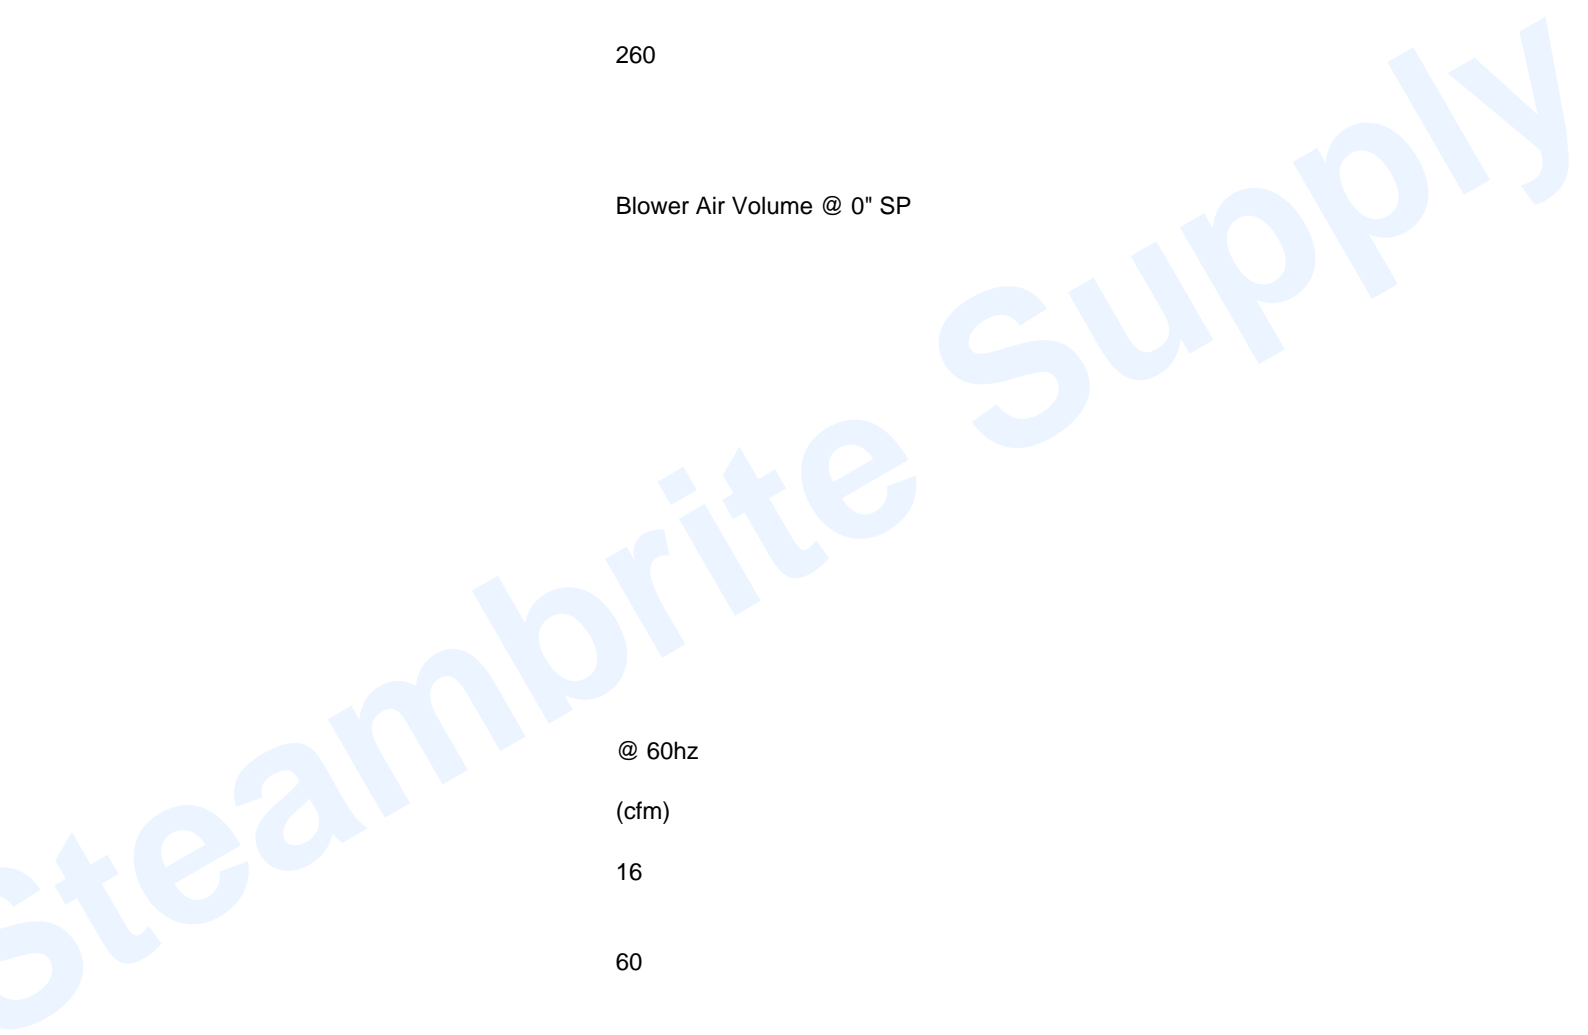 260
Blower Air Volume @ 0" SP
@ 60hz
(cfm)
16
60
Steambrite Supply